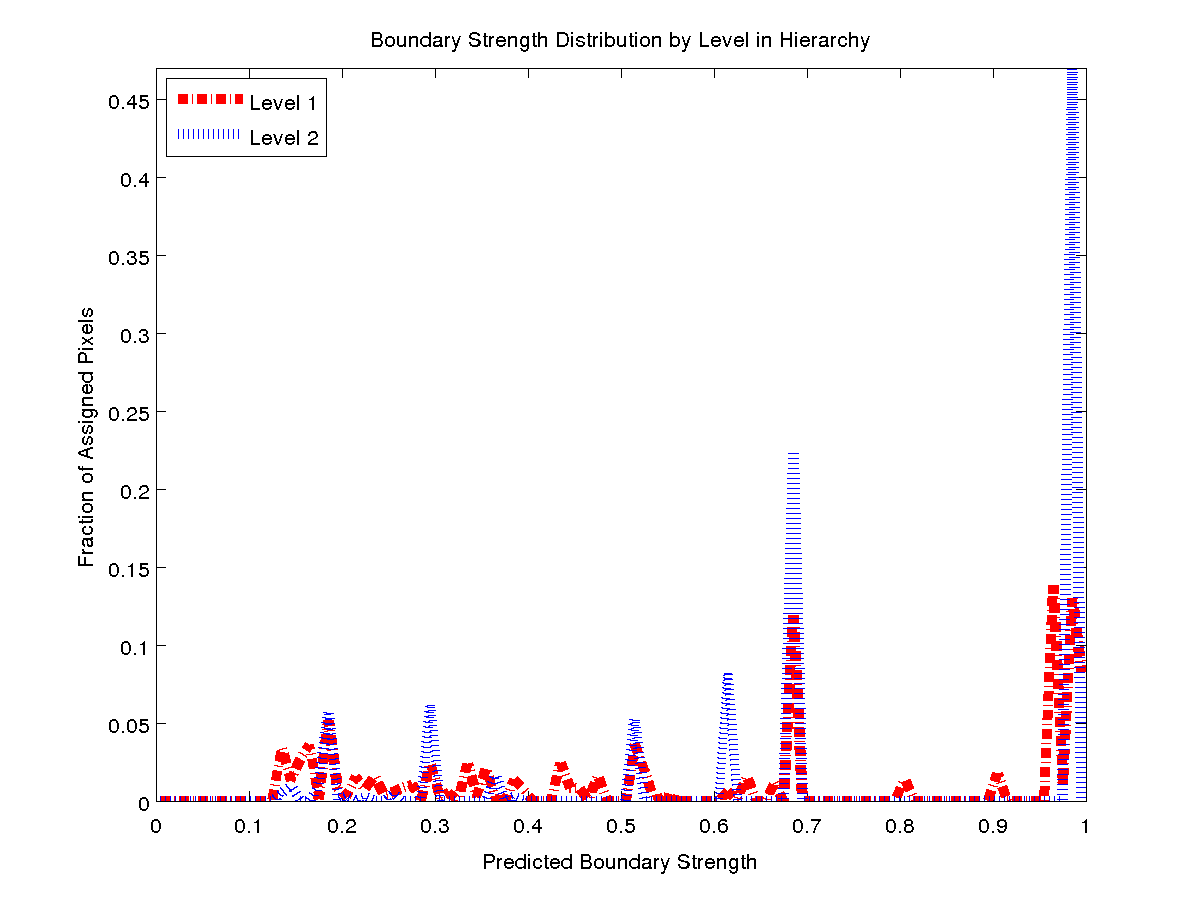 Boundary Strength Distribution by Level in Hierarchy
Level 1
Level 2
Fraction of Assigned Pixels
0.45
0.4
0.35
0.3
0.25
0.2
0.15
0.1
0.05
0
0 0.1 0.2 0.3 0.4 0.5 0.6 0.7 0.8 0.9 1
Predicted Boundary Strength